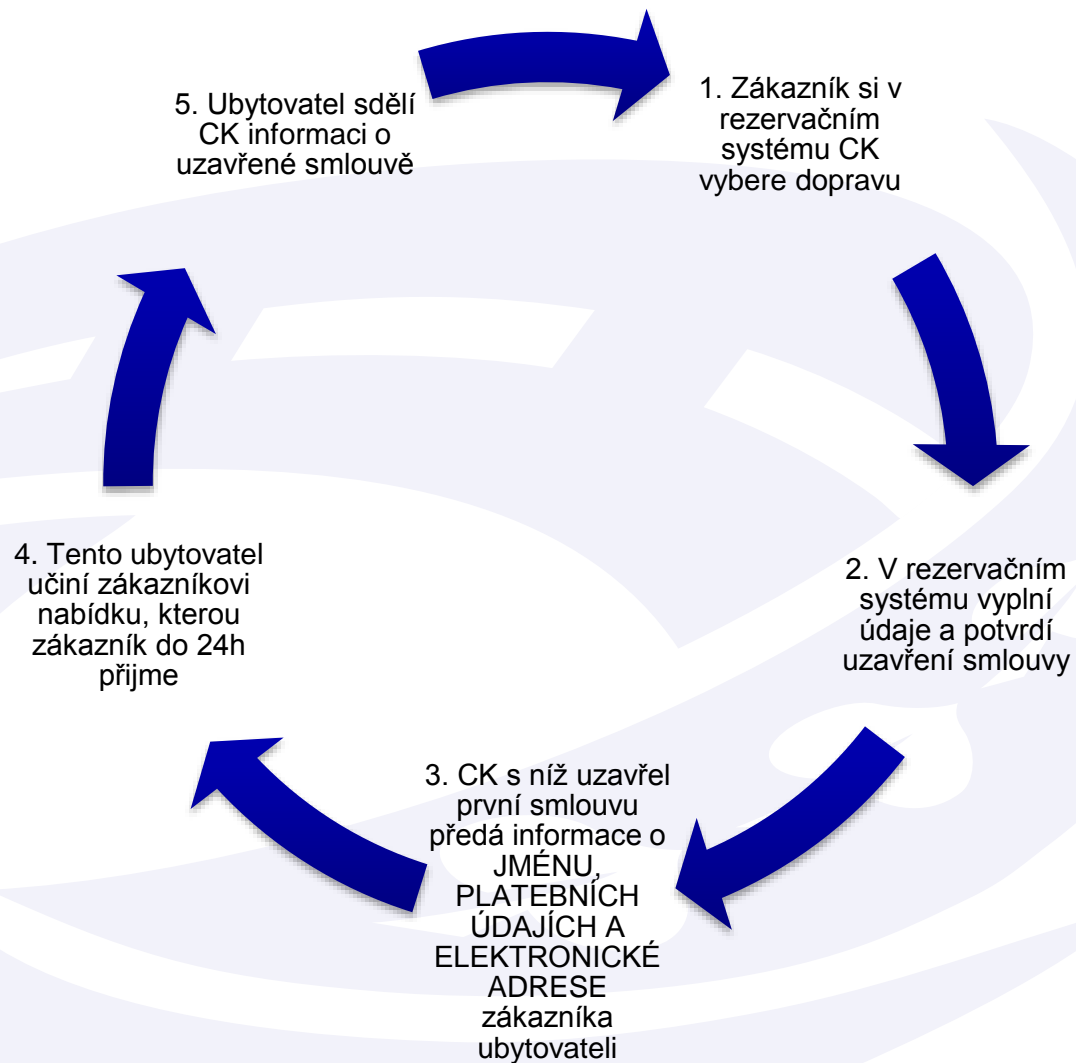 1. Zákazník si v
rezervačním
systému CK
vybere dopravu
2. V rezervačním
systému vyplní
údaje a potvrdí
uzavření smlouvy
3. CK s níž uzavřel
první smlouvu
předá informace o
JMÉNU,
PLATEBNÍCH
ÚDAJÍCH A
ELEKTRONICKÉ
ADRESE
zákazníka
ubytovateli
4. Tento ubytovatel
učiní zákazníkovi
nabídku, kterou
zákazník do 24h
přijme
5. Ubytovatel sdělí
CK informaci o
uzavřené smlouvě